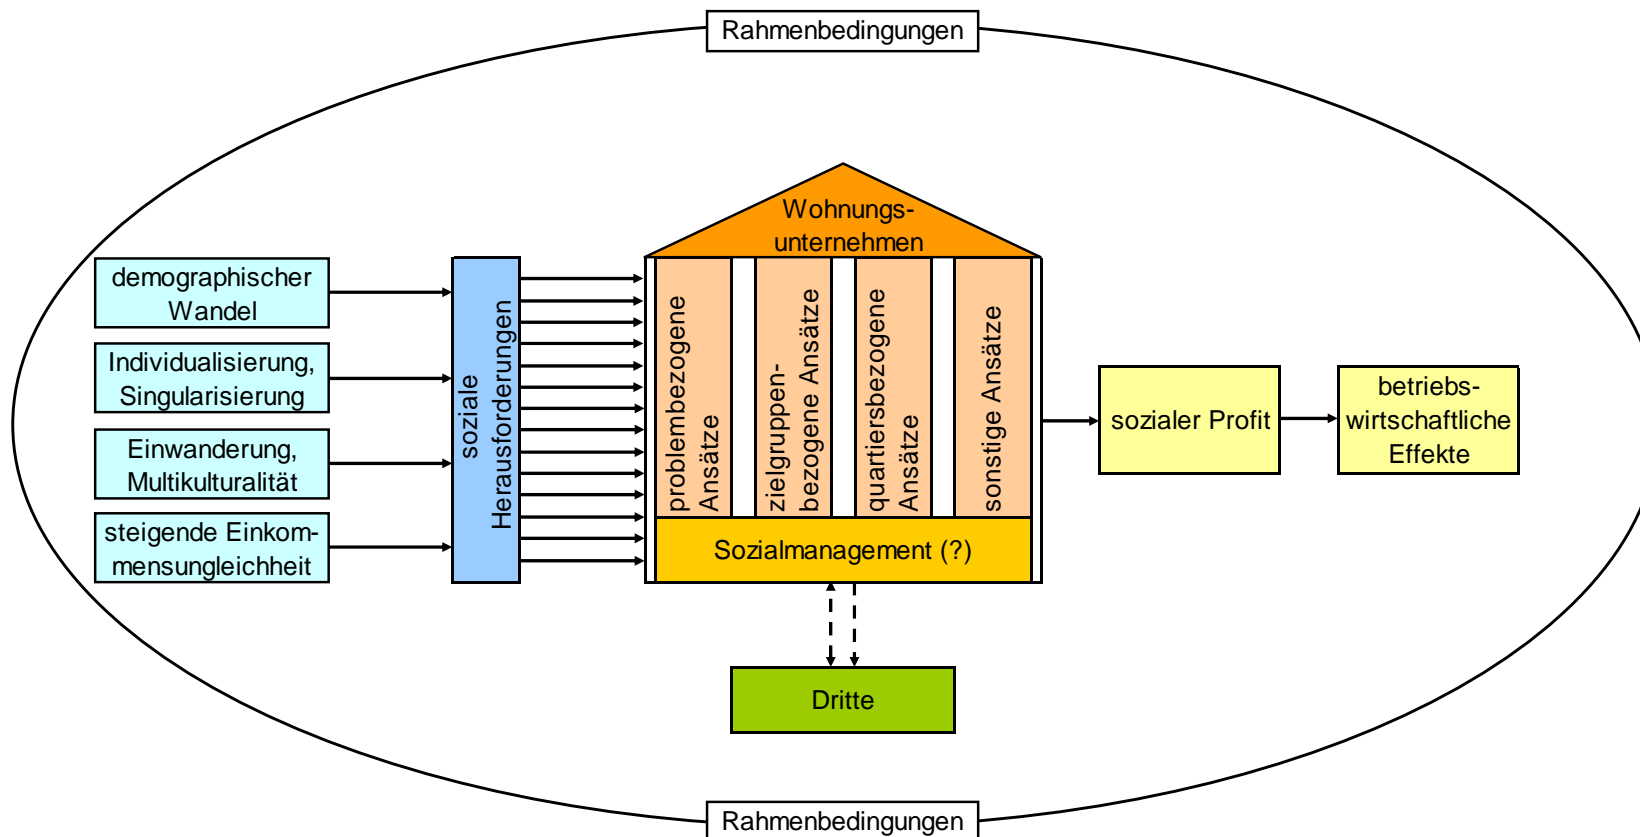 Rahmenbedingungen
Wohnungs-
unternehmen
demographischer
Wandel
Individualisierung,
Singularisierung
Einwanderung,
Multikulturalität
steigende Einkom-
mensungleichheit
soziale
Herausforderungen
problembezogene
Ansätze
zielgruppen-
bezogene Ansätze
quartiersbezogene
Ansätze
sonstige Ansätze
Sozialmanagement (?)
Dritte
sozialer Profit
betriebs-
wirtschaftliche
Effekte
Rahmenbedingungen